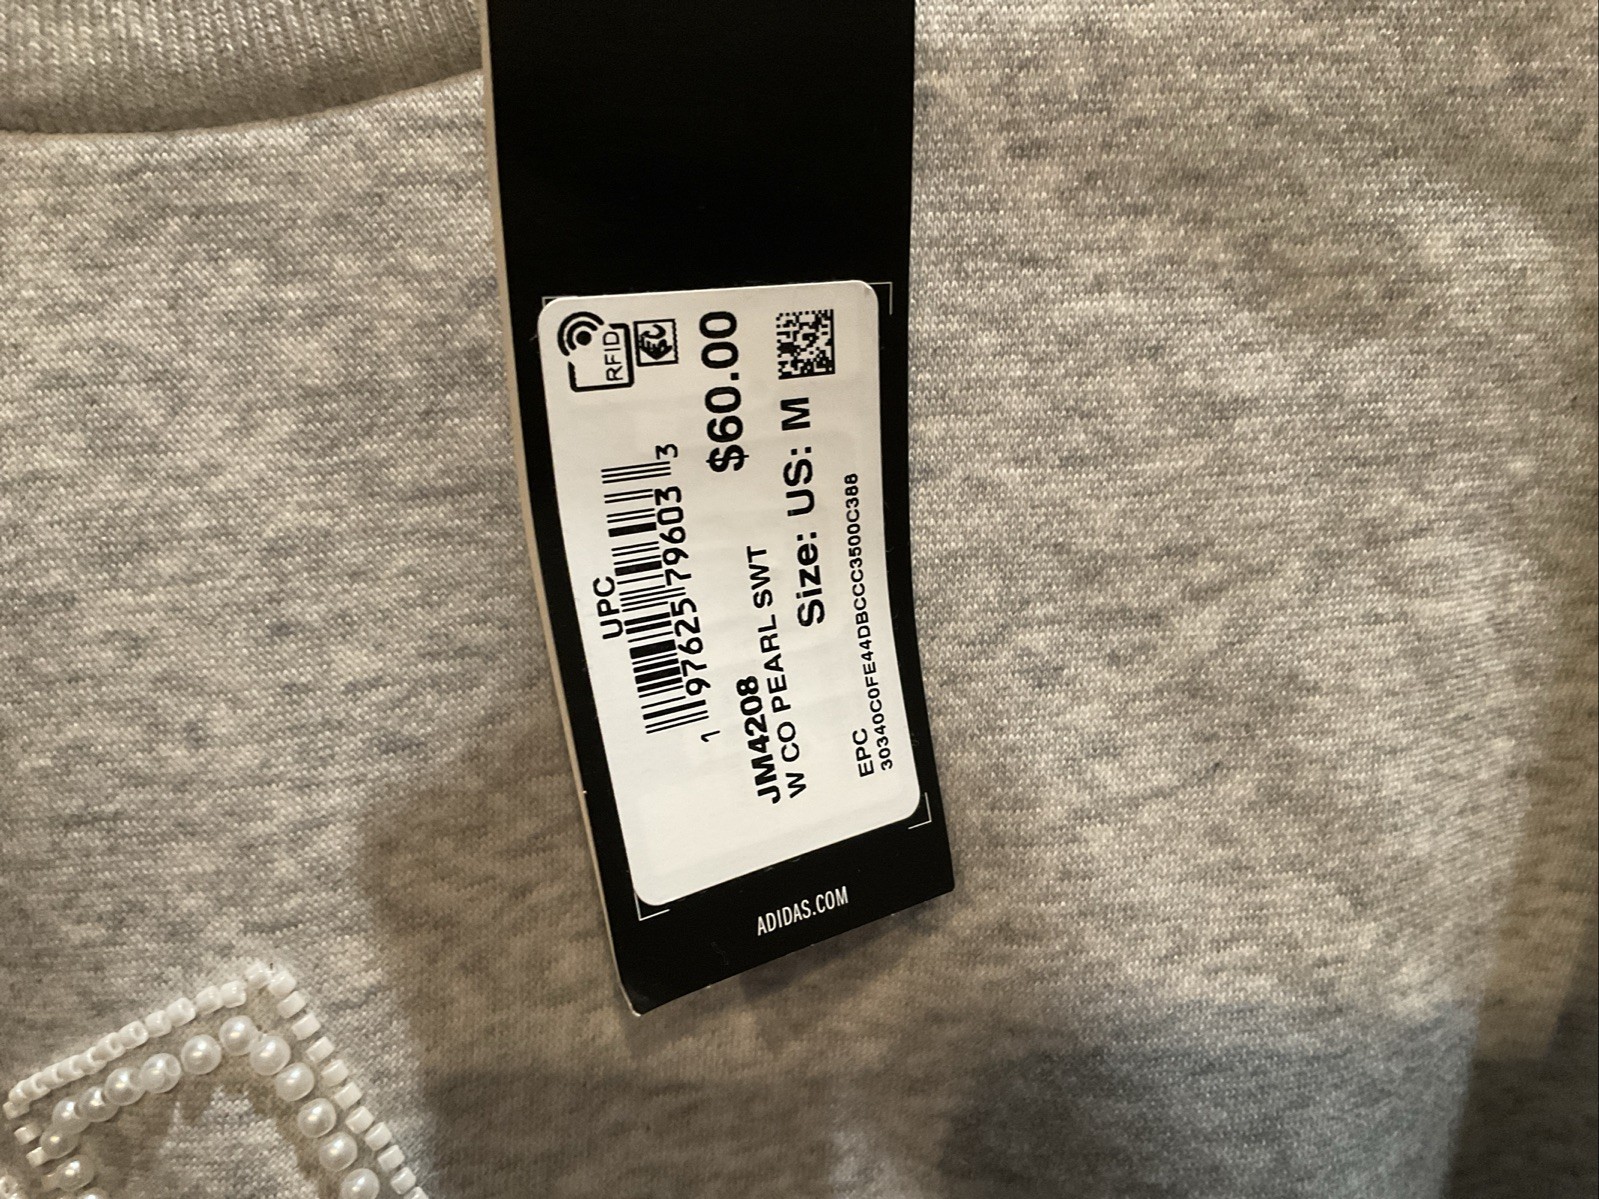 RFID
UPC
1 97625 79603 3
$60.00
JM4208
W CO PEARL SWT
Size: US: M
EPC
30340C0FE44DBCCC3500C388
ADIDAS.COM